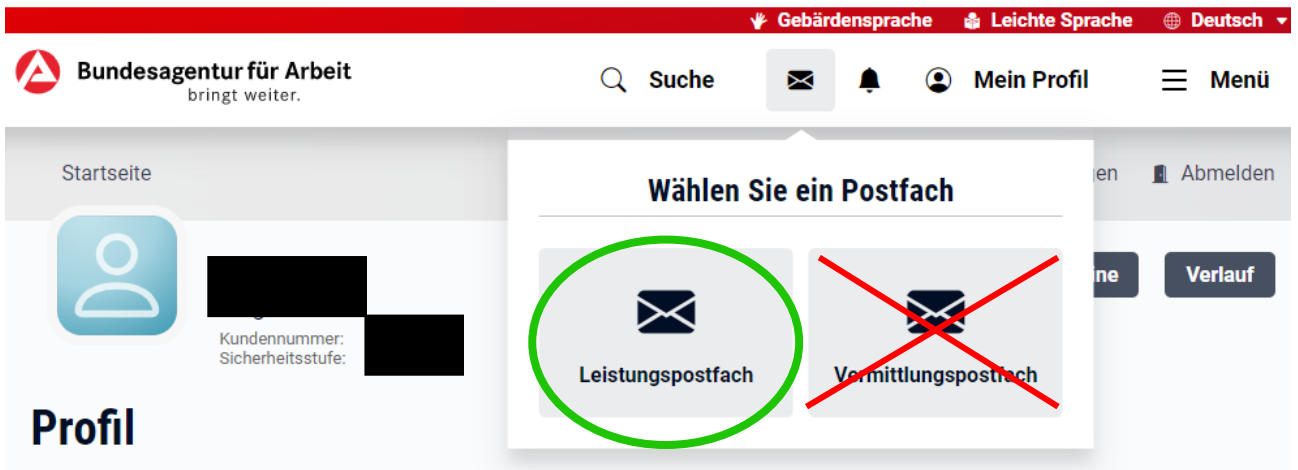 Gebärdensprache Leichte Sprache Deutsch
Bundesagentur für Arbeit
bringt weiter.
Suche Mein Profil Menü
Startseite Abmelden
Wählen Sie ein Postfach
Verlauf
Kundennummer:
Sicherheitsstufe:
Leistungspostfach Vermittlungspostfach
Profil